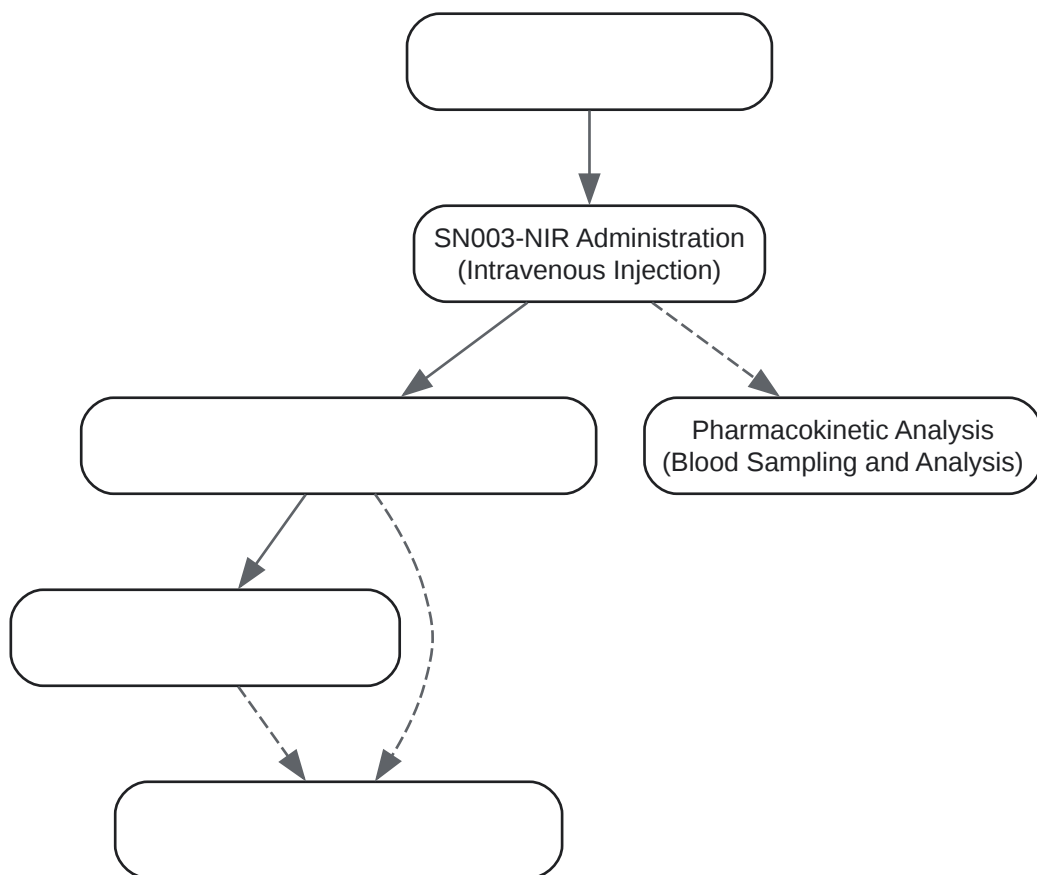 SN003-NIR Administration
(Intravenous Injection)
Pharmacokinetic Analysis
(Blood Sampling and Analysis)